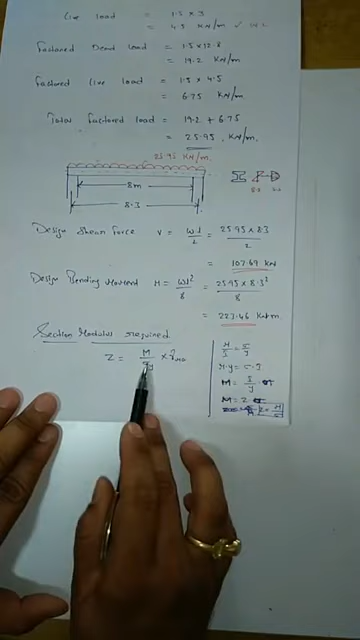 Live load = 1.5 x 3
= 4.5 KN/m
Factored Dead load = 1.5 x 12.8
= 19.2 KN/m
Factored live load = 1.5 x 4.5
= 6.75 KN/m
Total factored load = 19.2 + 6.75
= 25.95 KN/m.
25.95 KN/m.
8m
8.3
Design Shear Force V = wl/2 = 25.95 x 8.3/2
= 107.69 KN
Design Bending Moment M = wl²/8 = 25.95 x 8.3²/8
= 223.46 KN.m
Section Modulus required
Z = M/
M/I = σ/y
M.y = σ.I
M = I/y
M = Z